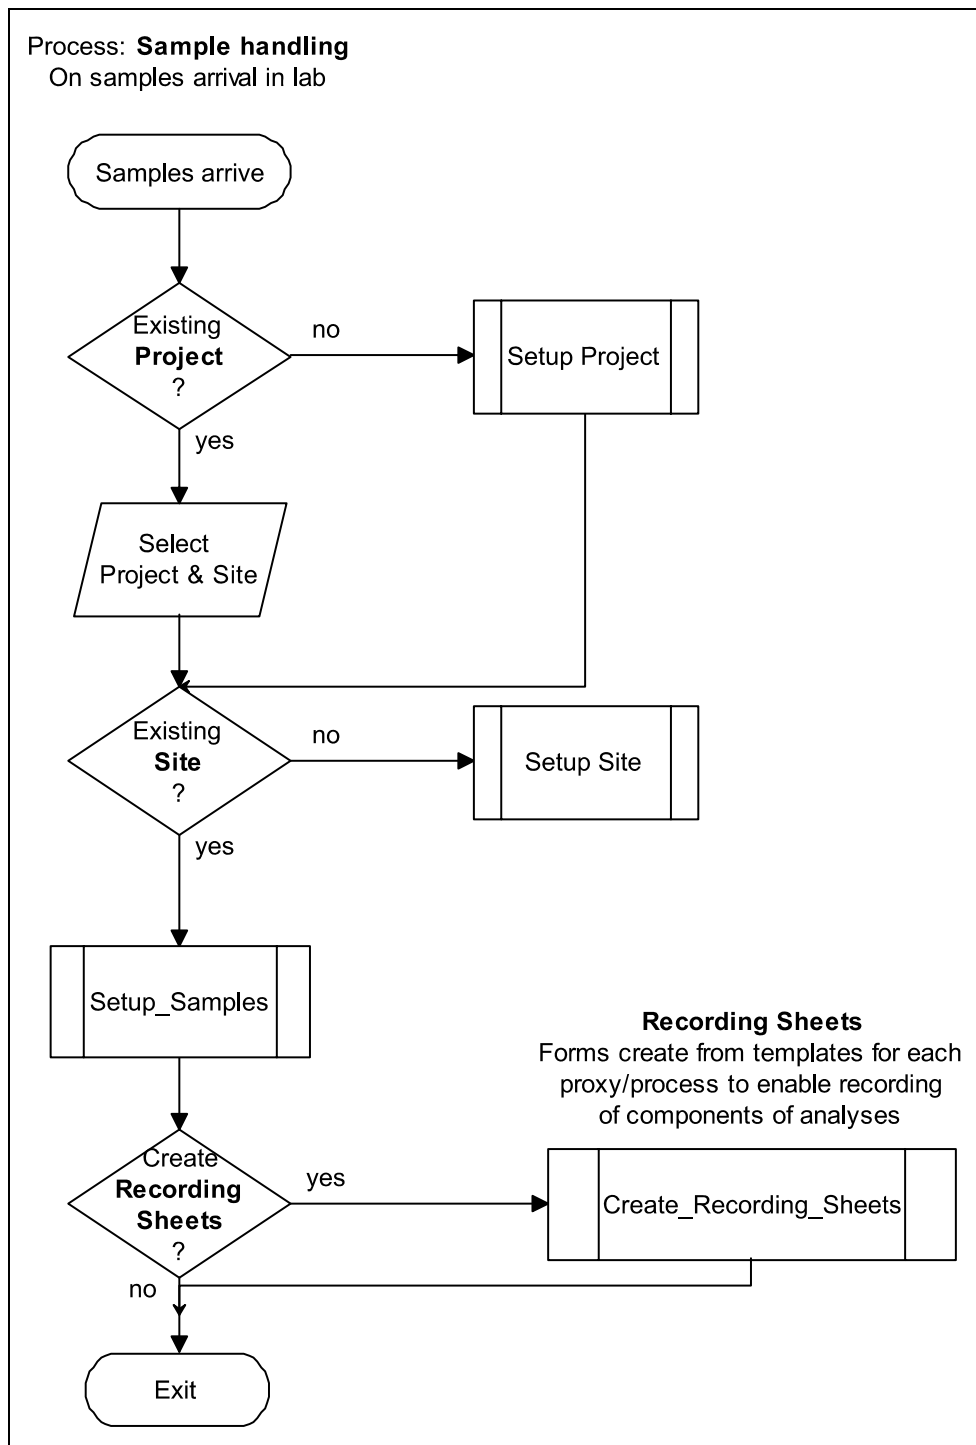 Process: Sample handling
On samples arrival in lab
Samples arrive
Existing
Project
?
no
Setup Project
yes
Select
Project & Site
Existing
Site
?
no
Setup Site
yes
Setup_Samples
Recording Sheets
Forms create from templates for each
proxy/process to enable recording
of components of analyses
Create
Recording
Sheets
?
yes
Create_Recording_Sheets
no
Exit